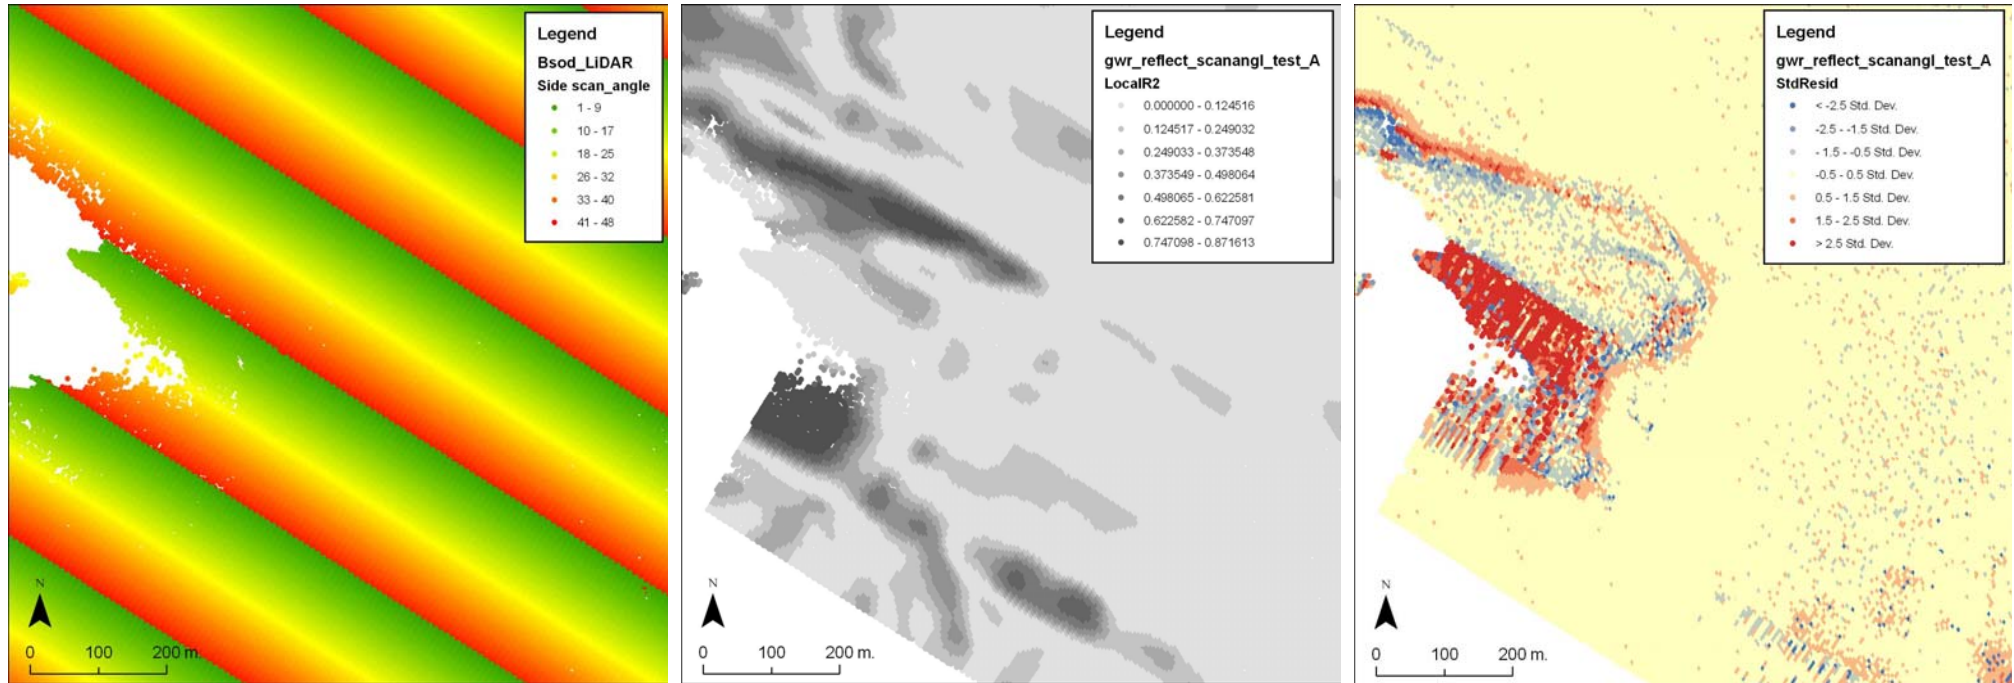 Legend
Bsod_LiDAR
Side scan_angle
1 - 9
10 - 17
18 - 25
26 - 32
33 - 40
41 - 48
N
0 100 200 m.
Legend
gwr_reflect_scanangl_test_A
LocalR2
0.000000 - 0.124516
0.124517 - 0.249032
0.249033 - 0.373548
0.373549 - 0.498064
0.498065 - 0.622581
0.622582 - 0.747097
0.747098 - 0.871613
N
0 100 200 m.
Legend
gwr_reflect_scanangl_test_A
StdResid
< -2.5 Std. Dev.
-2.5 - -1.5 Std. Dev.
- 1.5 - -0.5 Std. Dev.
-0.5 - 0.5 Std. Dev.
0.5 - 1.5 Std. Dev.
1.5 - 2.5 Std. Dev.
> 2.5 Std. Dev.
N
0 100 200 m.